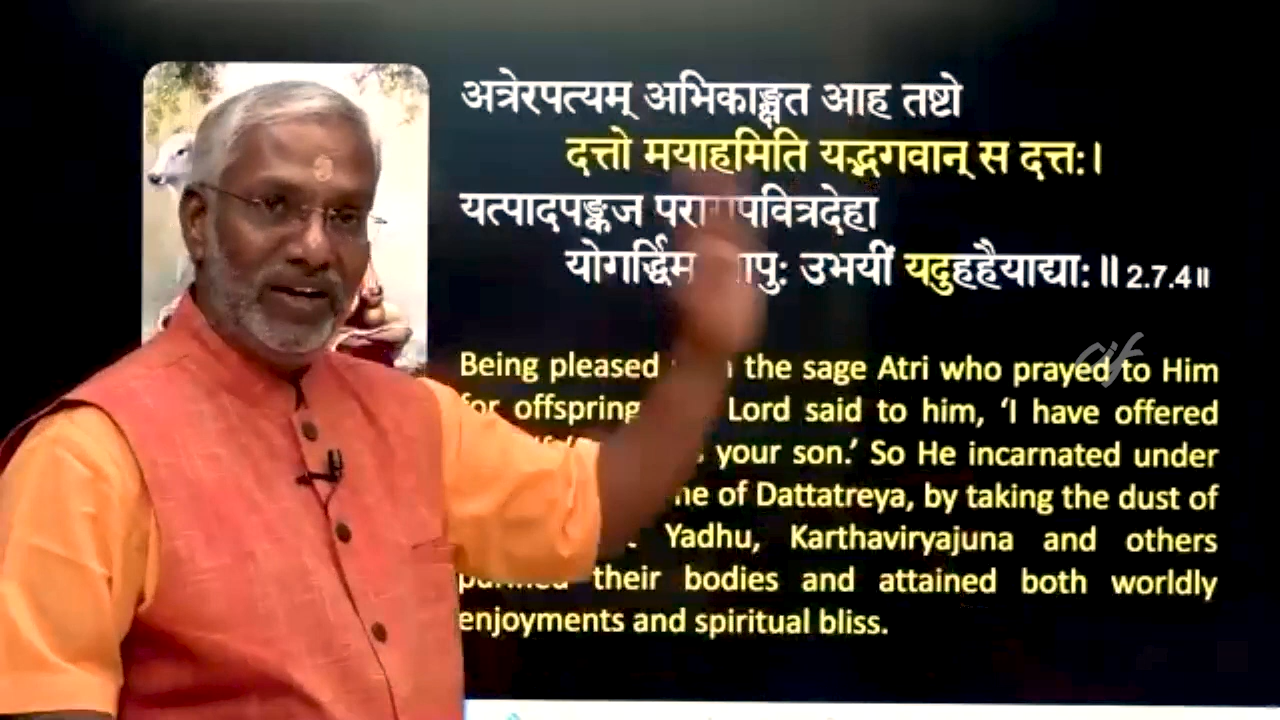 अत्रेरपत्यम् अभिकाङ्क्षत आह तष्टो
दत्तो मयाहमिति यद्भगवान् स दत्तः।
यत्पादपङ्कज पवित्रदेहा
उभयीं यदुहहैयाद्याः॥ 2.7.4॥
Being pleased the sage Atri who prayed to Him
for offspring Lord said to him, ‘I have offered
your son.’ So He incarnated under
of Dattatreya, by taking the dust of
Yadhu, Karthaviryajuna and others
their bodies and attained both worldly
enjoyments and spiritual bliss.
cif